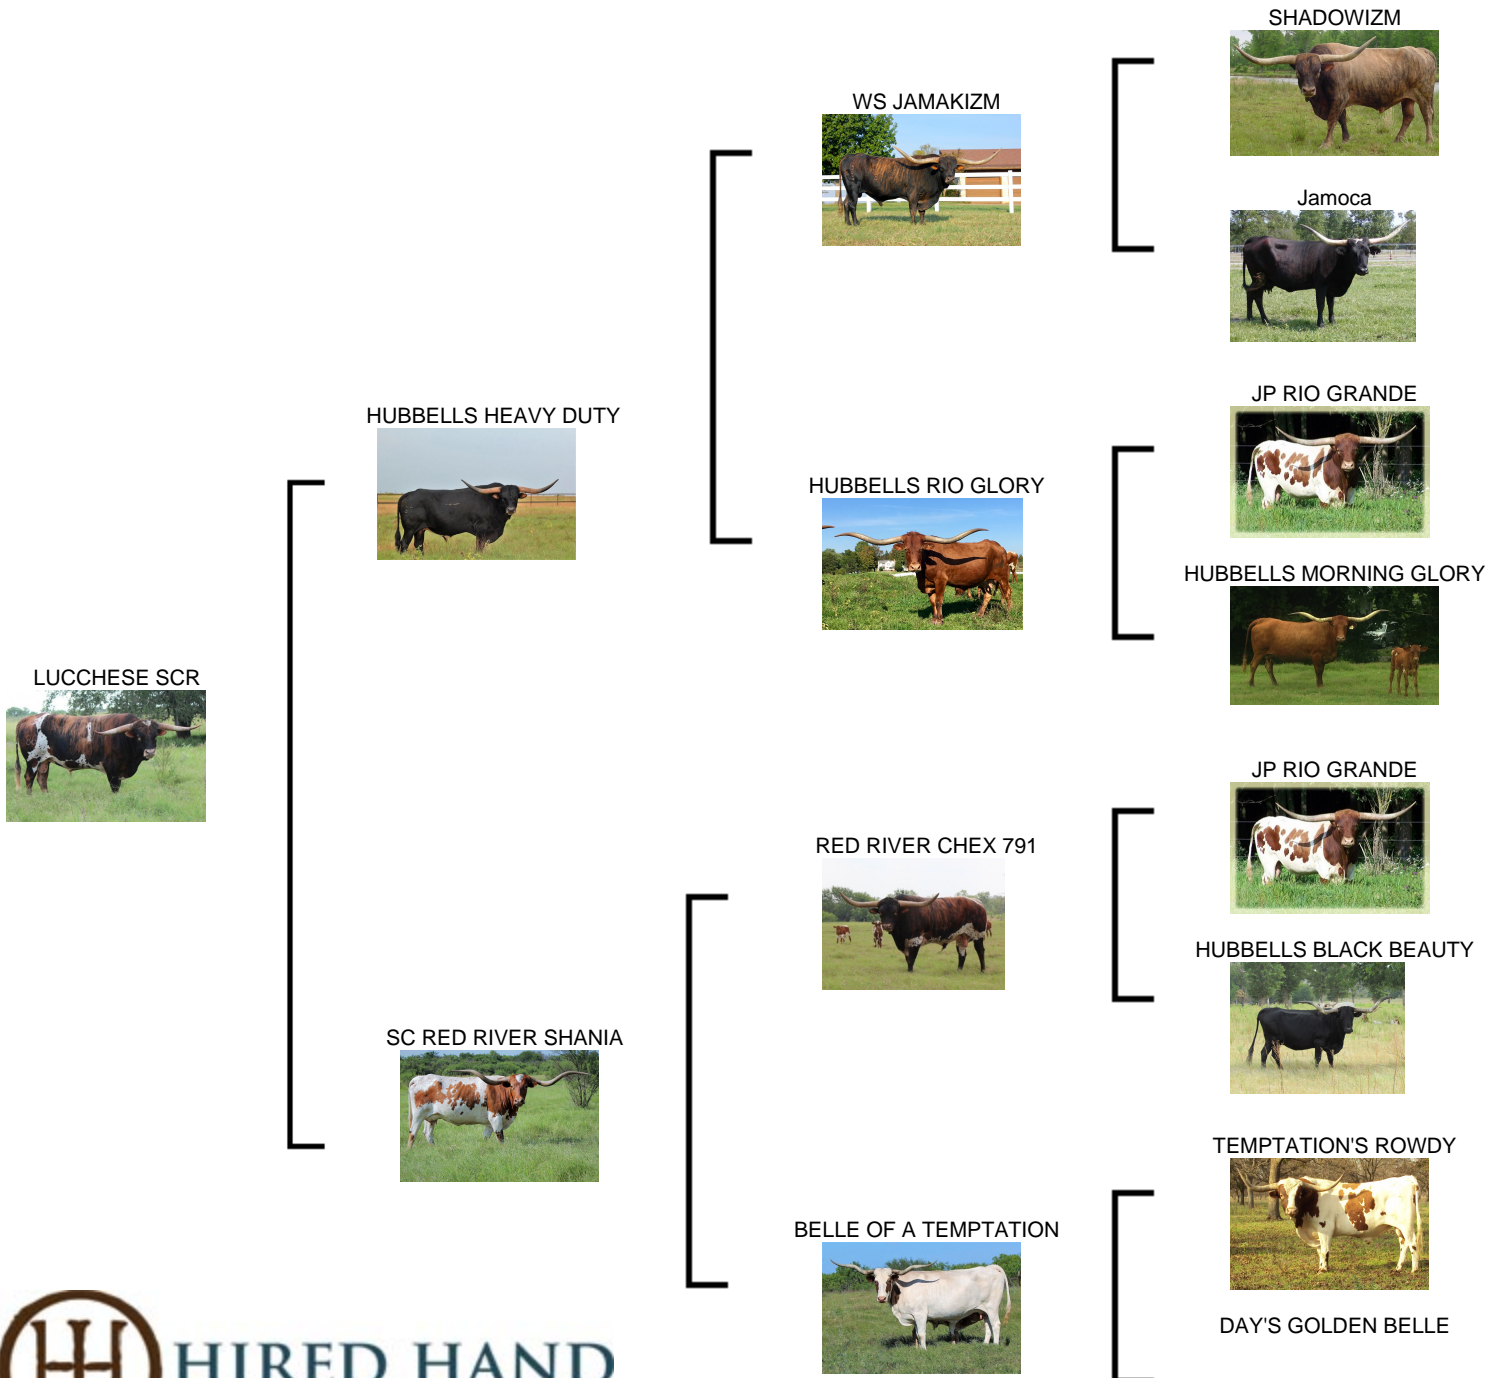 SHADOWIZM
WS JAMAKIZM
Jamoca
JP RIO GRANDE
HUBBELLS HEAVY DUTY
HUBBELLS RIO GLORY
HUBBELLS MORNING GLORY
LUCCHESE SCR
JP RIO GRANDE
RED RIVER CHEX 791
HUBBELLS BLACK BEAUTY
SC RED RIVER SHANIA
TEMPTATION'S ROWDY
BELLE OF A TEMPTATION
DAY'S GOLDEN BELLE
HIRED HAND